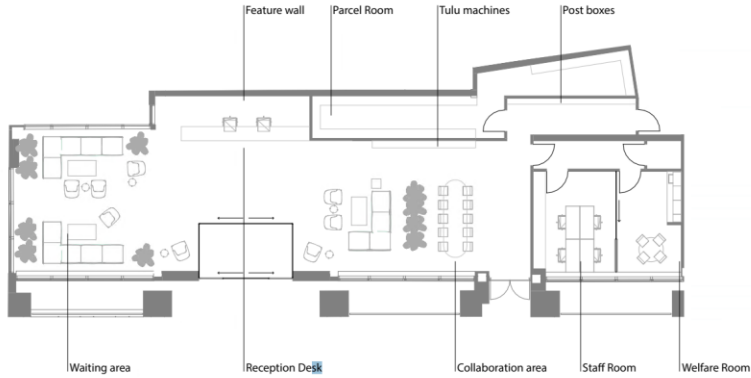 Feature wall
Parcel Room
Tulu machines
Post boxes
Waiting area
Reception Desk
Collaboration area
Staff Room
Welfare Room